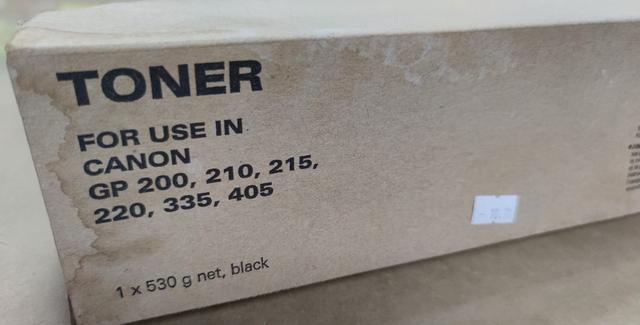 TONER
FOR USE IN
CANON
GP 200, 210, 215,
220, 335, 405
1 x 530 g net, black